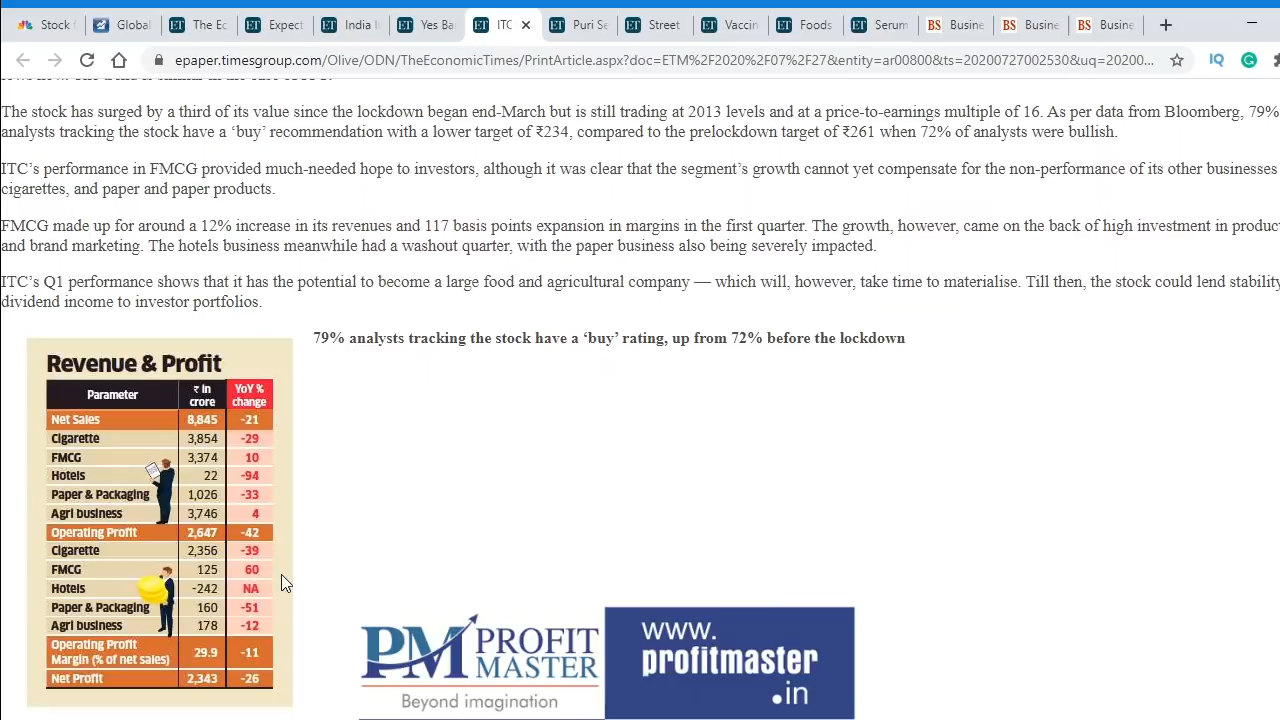 Stock
Global
The Ec
Expect
India I
Yes Ba
ITC
Puri Se
Street
Vaccin
Foods
Serum
Busine
Busine
Busine
epaper.timesgroup.com/Olive/ODN/TheEconomicTimes/PrintArticle.aspx?doc=ETM%2F2020%2F07%2F27&entity=ar00800&ts=20200727002530&uq=20200...
The stock has surged by a third of its value since the lockdown began end-March but is still trading at 2013 levels and at a price-to-earnings multiple of 16. As per data from Bloomberg, 79%
analysts tracking the stock have a ‘buy’ recommendation with a lower target of ₹234, compared to the prelockdown target of ₹261 when 72% of analysts were bullish.
ITC’s performance in FMCG provided much-needed hope to investors, although it was clear that the segment’s growth cannot yet compensate for the non-performance of its other businesses
cigarettes, and paper and paper products.
FMCG made up for around a 12% increase in its revenues and 117 basis points expansion in margins in the first quarter. The growth, however, came on the back of high investment in produc
and brand marketing. The hotels business meanwhile had a washout quarter, with the paper business also being severely impacted.
ITC’s Q1 performance shows that it has the potential to become a large food and agricultural company — which will, however, take time to materialise. Till then, the stock could lend stability
dividend income to investor portfolios.
79% analysts tracking the stock have a ‘buy’ rating, up from 72% before the lockdown
Revenue & Profit
Parameter ₹ in crore YoY % change
Net Sales 8,845 -21
Cigarette 3,854 -29
FMCG 3,374 10
Hotels 22 -94
Paper & Packaging 1,026 -33
Agri business 3,746 4
Operating Profit 2,647 -42
Cigarette 2,356 -39
FMCG 125 60
Hotels -242 NA
Paper & Packaging 160 -51
Agri business 178 -12
Operating Profit
Margin (% of net sales) 29.9 -11
Net Profit 2,343 -26
PM PROFIT
MASTER
Beyond imagination
www.
profitmaster
.in